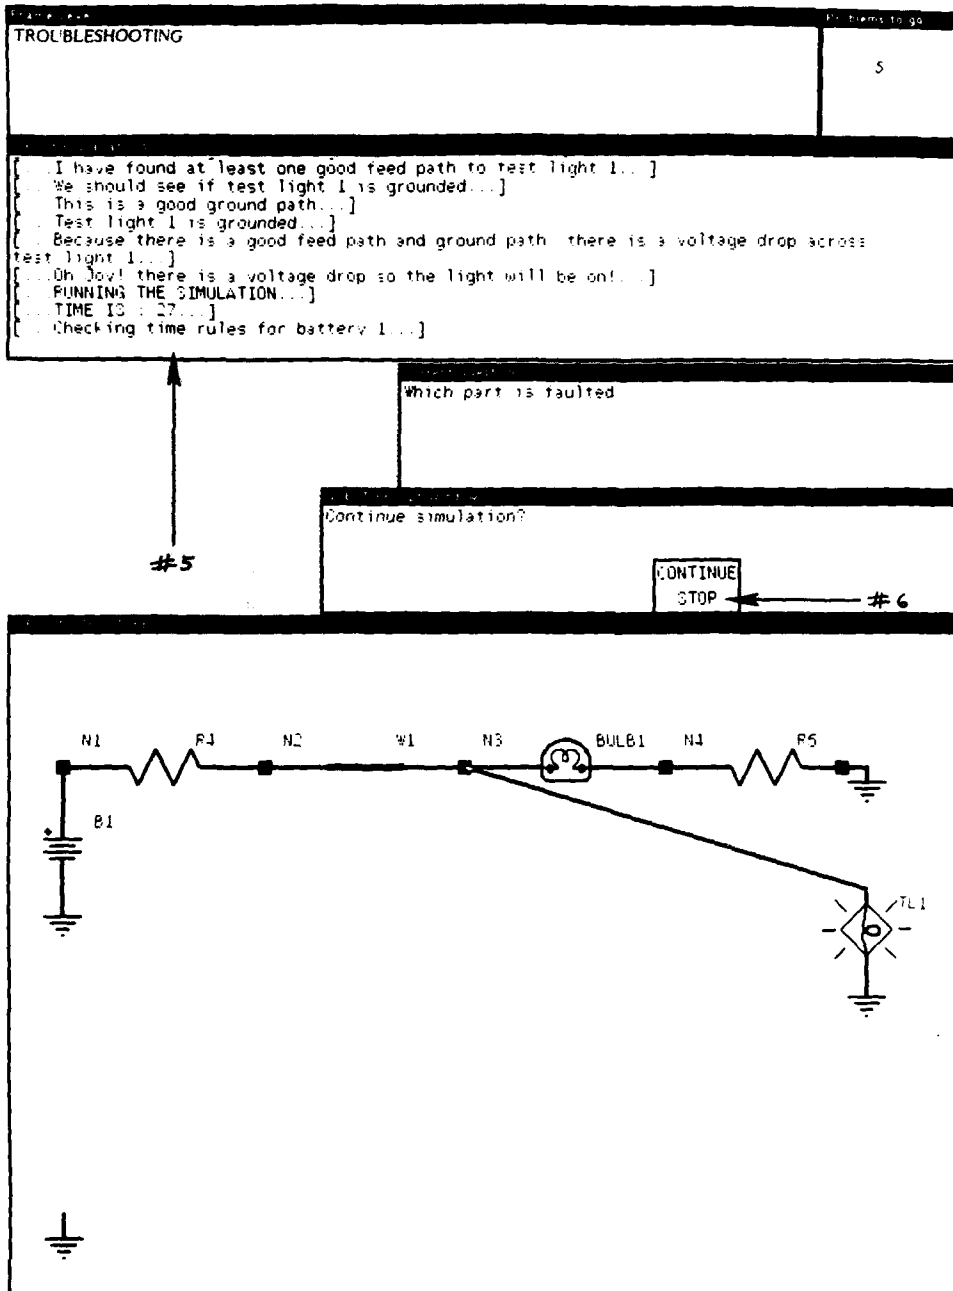 TROUBLESHOOTING
5
[...I have found at least one good feed path to test light 1...]
[...We should see if test light 1 is grounded...]
[...This is a good ground path...]
[...Test light 1 is grounded...]
[...Because there is a good feed path and ground path there is a voltage drop across
test light 1...]
[...Oh Joy! there is a voltage drop so the light will be on!...]
[...RUNNING THE SIMULATION...]
[...TIME IS : 27...]
[...Checking time rules for battery 1...]
Which part is faulted
Continue simulation?
#5
CONTINUE
STOP
#6
N1 R4 N2 W1 N3 BULB1 N4 R5
B1
TL1